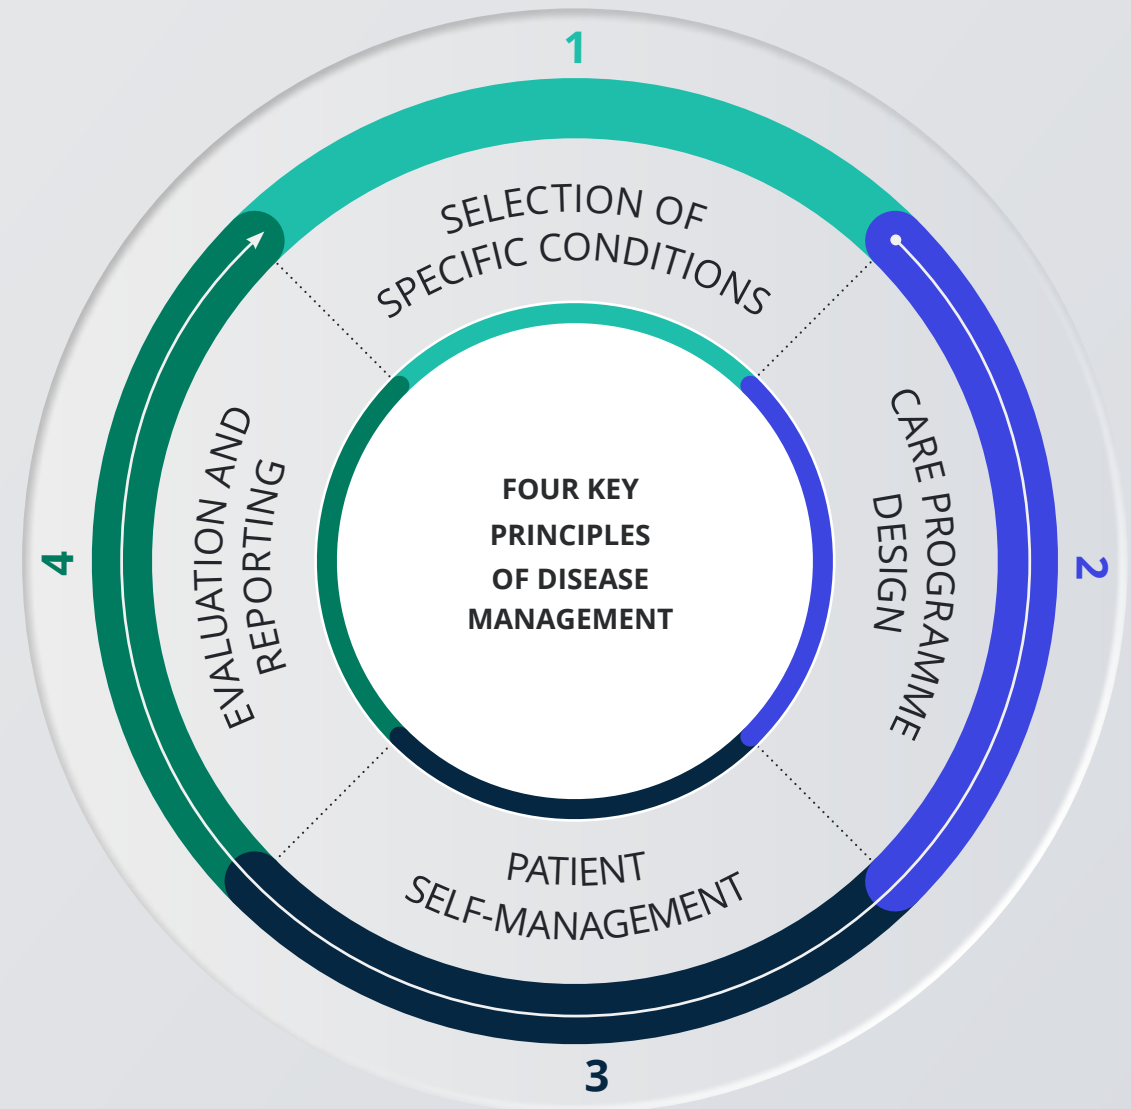 1
SELECTION OF
SPECIFIC CONDITIONS
2
CARE PROGRAMME
DESIGN
3
PATIENT
SELF-MANAGEMENT
4
EVALUATION AND
REPORTING
FOUR KEY
PRINCIPLES
OF DISEASE
MANAGEMENT